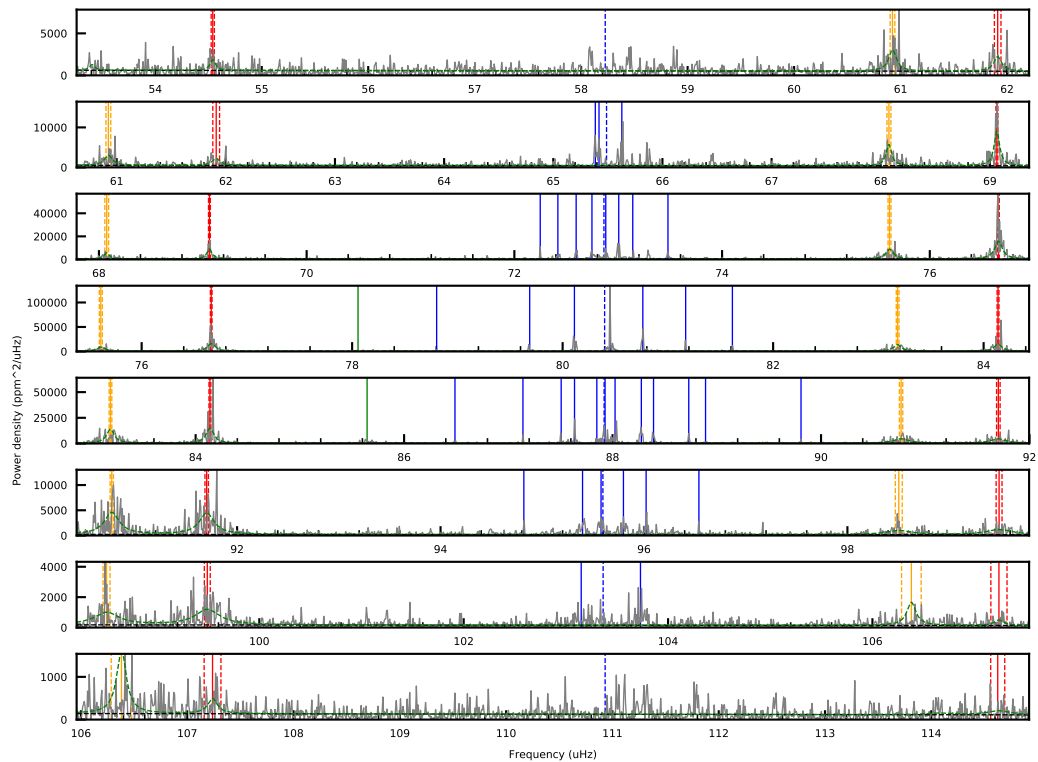 5000
0
54 55 56 57 58 59 60 61 62
10000
0
61 62 63 64 65 66 67 68 69
40000
20000
0
68 70 72 74 76
100000
50000
0
76 78 80 82 84
50000
25000
0
84 86 88 90 92
10000
5000
0
92 94 96 98
4000
2000
0
100 102 104 106
1000
0
106 107 108 109 110 111 112 113 114
Power density (ppm^2/uHz)
Frequency (uHz)